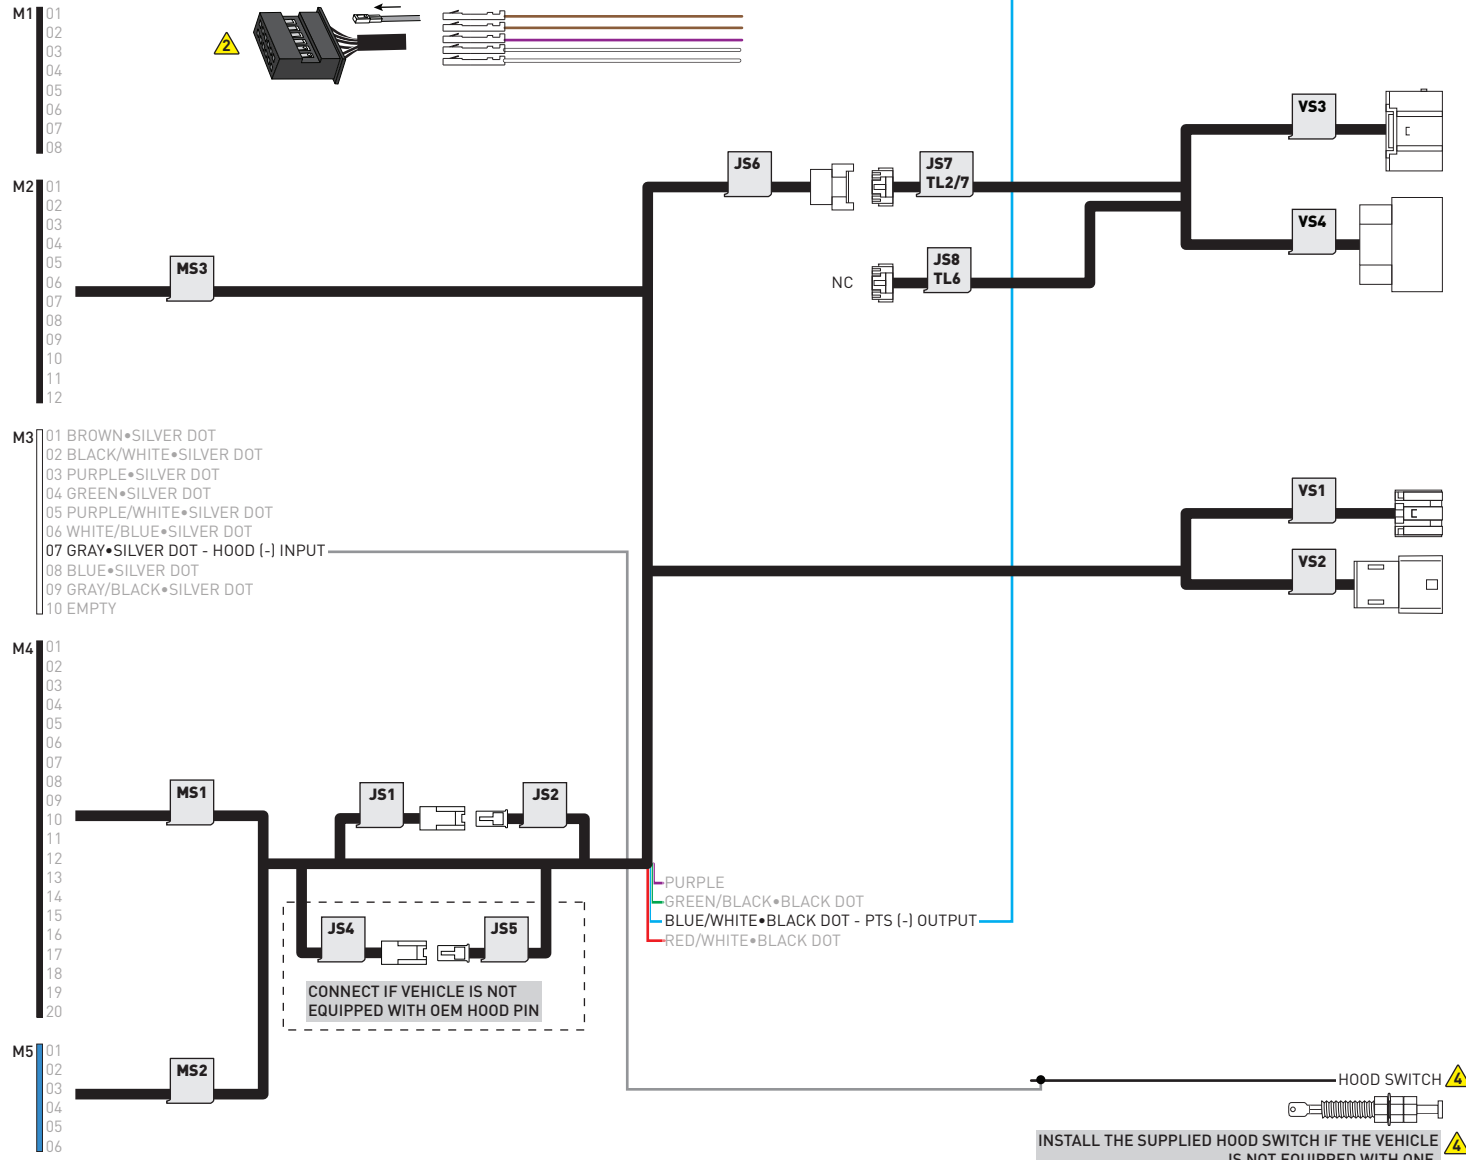 M1 01
02
03
04
05
06
07
08
2
VS3
JS6
JS7
TL2/7
VS4
JS8
TL6
NC
M2 01
02
03
04
05
06
07
08
09
10
11
12
MS3
M3 01 BROWN•SILVER DOT
02 BLACK/WHITE•SILVER DOT
03 PURPLE•SILVER DOT
04 GREEN•SILVER DOT
05 PURPLE/WHITE•SILVER DOT
06 WHITE/BLUE•SILVER DOT
07 GRAY•SILVER DOT - HOOD (-) INPUT
08 BLUE•SILVER DOT
09 GRAY/BLACK•SILVER DOT
10 EMPTY
VS1
VS2
M4 01
02
03
04
05
06
07
08
09
10
11
12
13
14
15
16
17
18
19
20
MS1
JS1
JS2
JS4
JS5
CONNECT IF VEHICLE IS NOT
EQUIPPED WITH OEM HOOD PIN
PURPLE
GREEN/BLACK•BLACK DOT
BLUE/WHITE•BLACK DOT - PTS (-) OUTPUT
RED/WHITE•BLACK DOT
M5 01
02
03
04
05
06
MS2
HOOD SWITCH 4
INSTALL THE SUPPLIED HOOD SWITCH IF THE VEHICLE 4
IS NOT EQUIPPED WITH ONE.